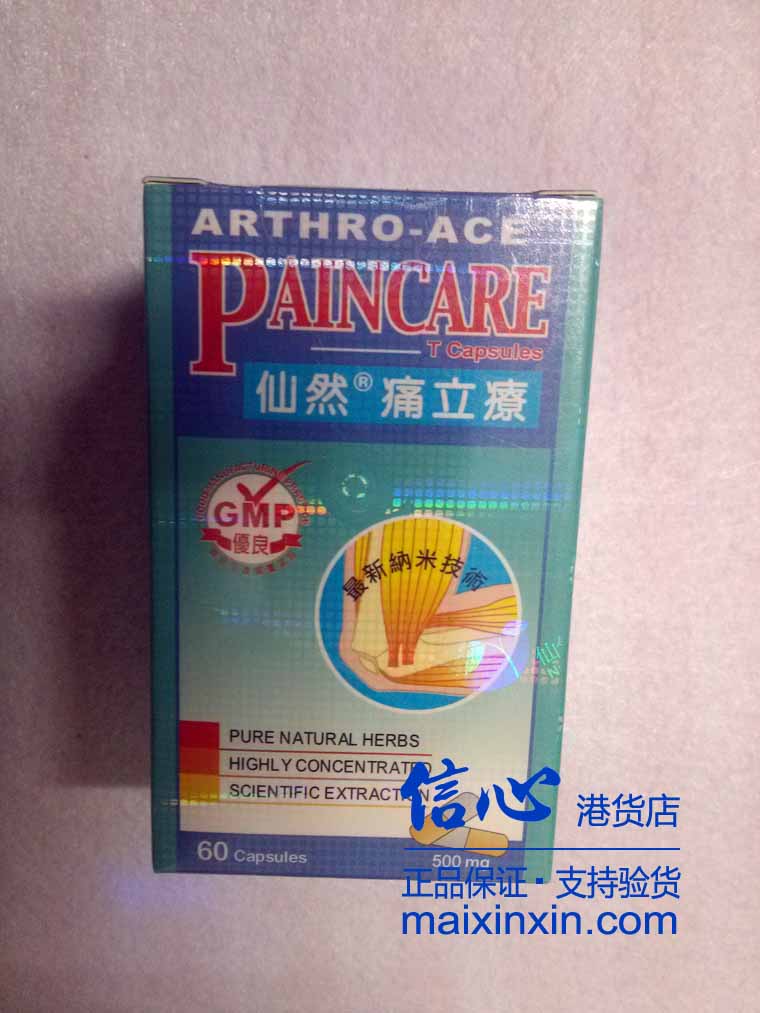 ARTHRO-ACE
PAINCARE
T Capsules
仙然® 痛立療
GMP
優良
最新納米技術
仙
PURE NATURAL HERBS
HIGHLY CONCENTRATED
SCIENTIFIC EXTRACTION
信心 港货店
60 Capsules
500 mg
正品保证·支持验货
maixinxin.com